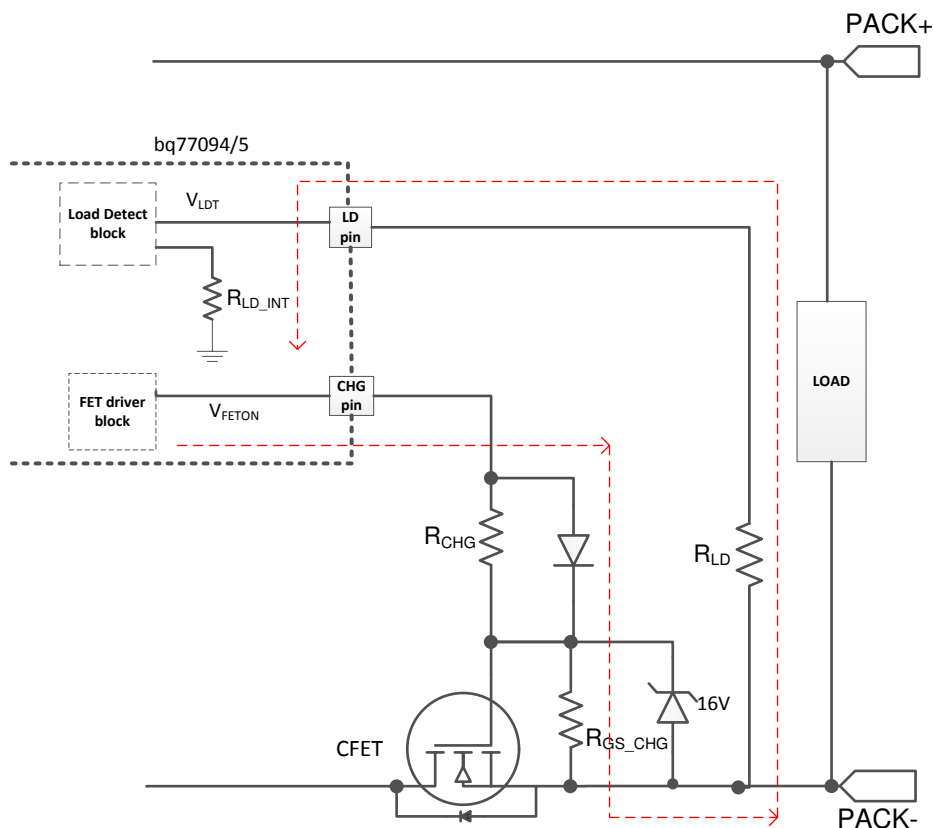 PACK+
bq77094/5
Load Detect
block
VLDT
LD
pin
RLD_INT
FET driver
block
VFETON
CHG
pin
LOAD
RCHG
RLD
16V
RGS_CHG
CFET
PACK-